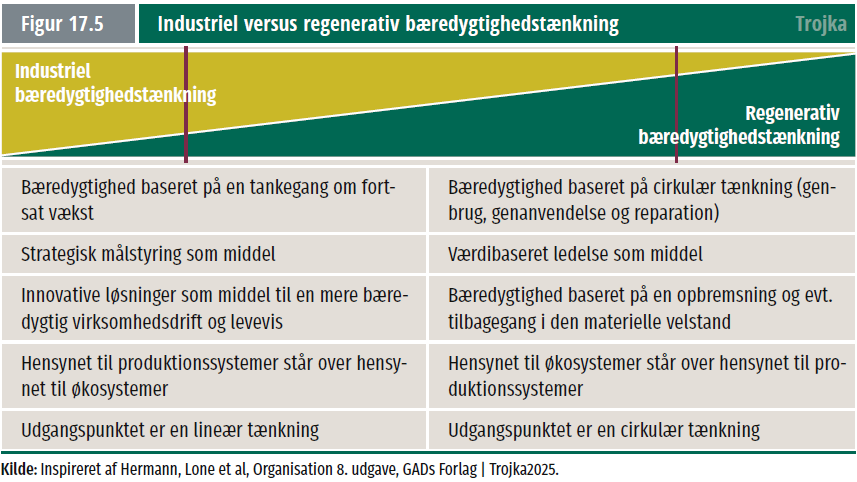 Figur 17.5
Industriel versus regenerativ bæredygtighedstænkning
Trojka
Industriel
bæredygtighedstænkning
Regenerativ
bæredygtighedstænkning
Bæredygtighed baseret på en tankegang om fort-
sat vækst
Bæredygtighed baseret på cirkulær tænkning (gen-
brug, genanvendelse og reparation)
Strategisk målstyring som middel
Værdibaseret ledelse som middel
Innovative løsninger som middel til en mere bære-
dygtig virksomhedsdrift og levevis
Bæredygtighed baseret på en opbremsning og evt.
tilbagegang i den materielle velstand
Hensynet til produktionssystemer står over hensy-
net til økosystemer
Hensynet til økosystemer står over hensynet til pro-
duktionssystemer
Udgangspunktet er en lineær tænkning
Udgangspunktet er en cirkulær tænkning
Kilde: Inspireret af Hermann, Lone et al, Organisation 8. udgave, GADs Forlag | Trojka2025.